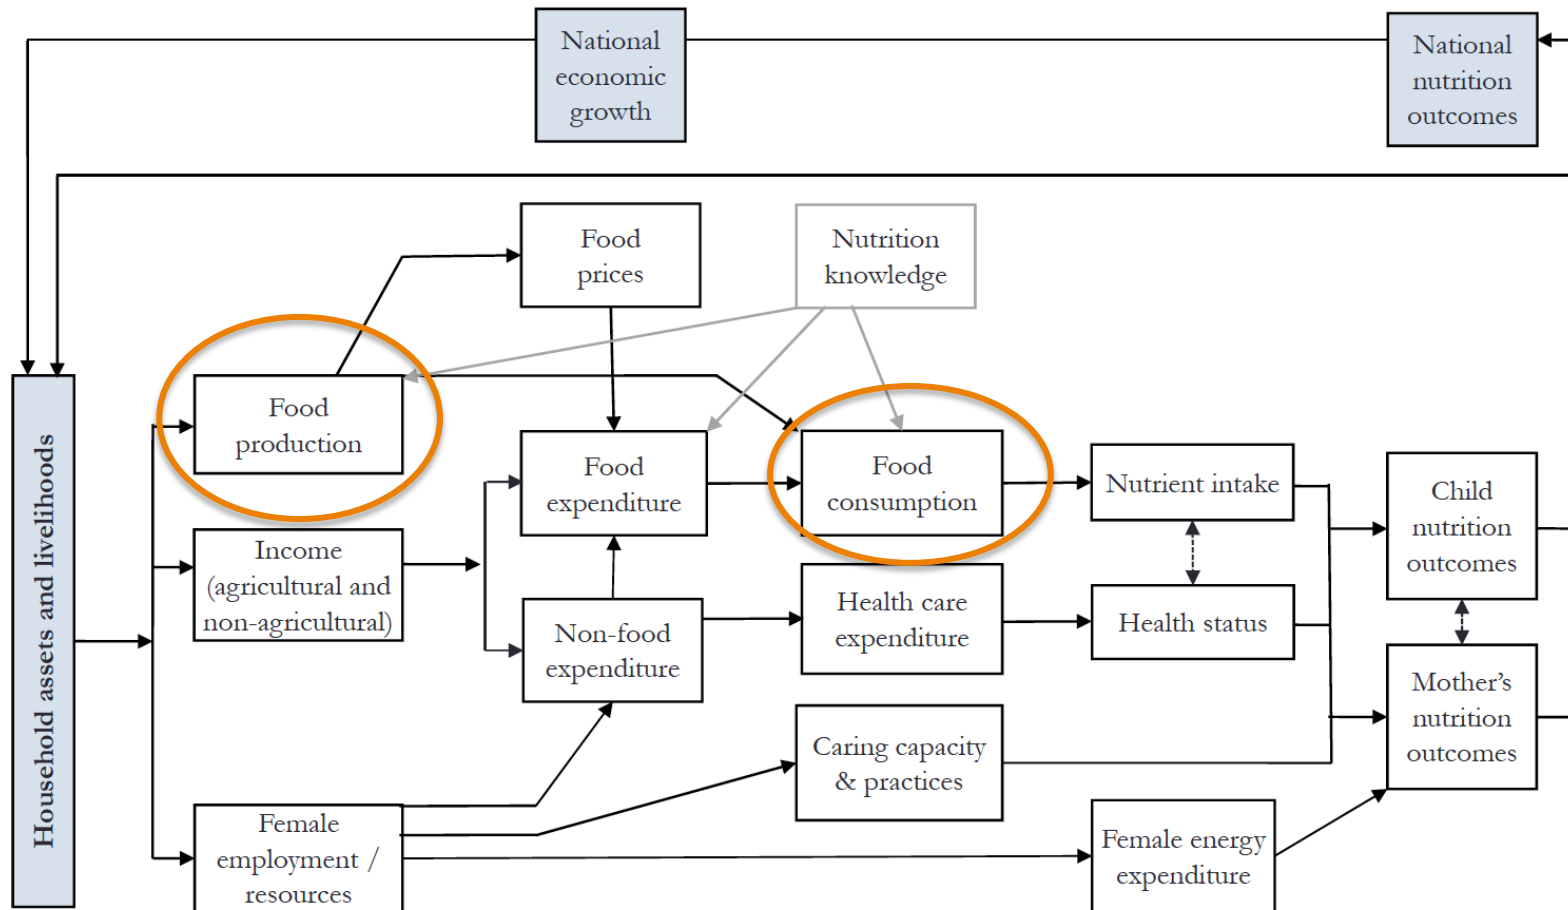 National
economic
growth
National
nutrition
outcomes
Food
prices
Nutrition
knowledge
Household assets and livelihoods
Food
production
Food
expenditure
Food
consumption
Nutrient intake
Child
nutrition
outcomes
Income
(agricultural and
non-agricultural)
Non-food
expenditure
Health care
expenditure
Health status
Mother’s
nutrition
outcomes
Caring capacity
& practices
Female
employment /
resources
Female energy
expenditure